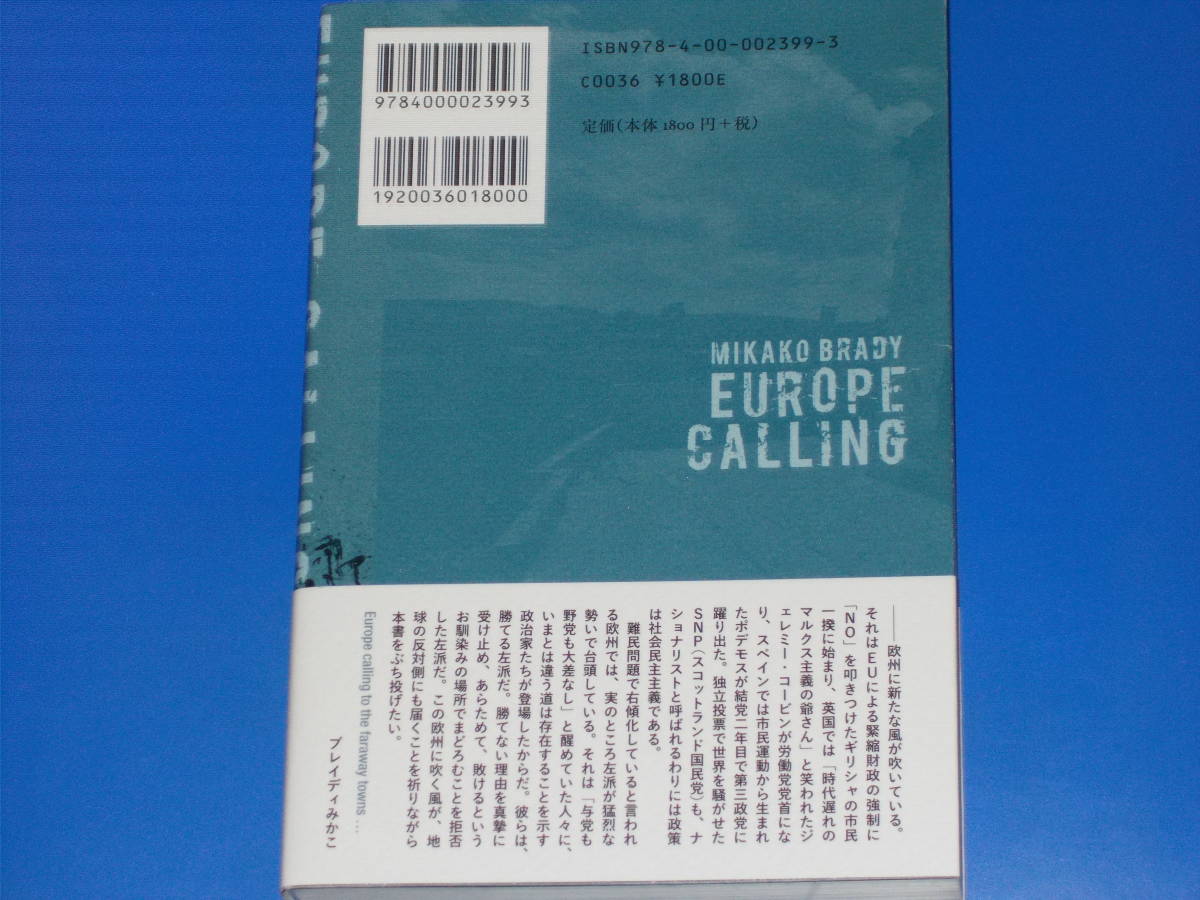 EUROPE CALLING
9784000023993
1920036018000
ISBN978-4-00-002399-3
C0036 ¥1800E
定価(本体1800円+税)
MIKAKO BRADY
EUROPE
CALLING
――欧州に新たな風が吹いている。
それはEUによる緊縮財政の強制に
「NO」を叩きつけたギリシャの市民
一揆に始まり、英国では「時代遅れの
マルクス主義の爺さん」と笑われたジ
ェレミー・コービンが労働党党首にな
り、スペインでは市民運動から生まれ
たポデモスが結党二年目で第三政党に
躍り出た。独立投票で世界を騒がせた
SNP(スコットランド国民党)も、ナ
ショナリストと呼ばれるわりには政策
は社会民主主義である。
難民問題で右傾化していると言われ
る欧州では、実のところ左派が猛烈な
勢いで台頭している。それは「与党も
野党も大差なし」と醒めていた人々に、
いまとは違う道は存在することを示す
政治家たちが登場したからだ。彼らは、
勝てる左派だ。勝てない理由を真摯に
受け止め、あらためて、敗けるという
お馴染みの場所でまどろむことを拒否
した左派だ。この欧州に吹く風が、地
球の反対側にも届くことを祈りながら
本書をぶち投げたい。
ブレイディみかこ
Europe calling to the faraway towns…